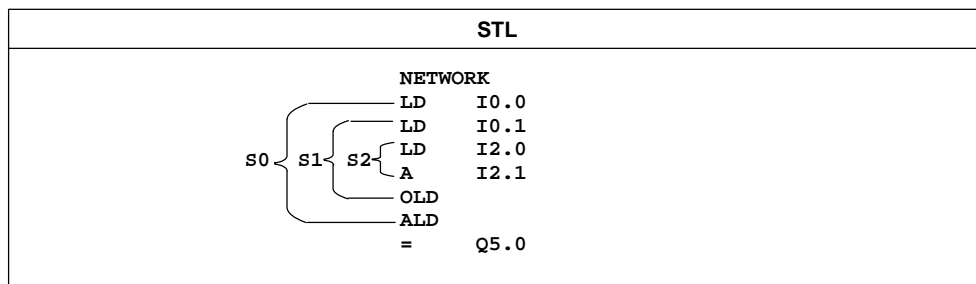 STL
NETWORK
LD I0.0
LD I0.1
S0 S1 S2 LD I2.0
A I2.1
OLD
ALD
= Q5.0